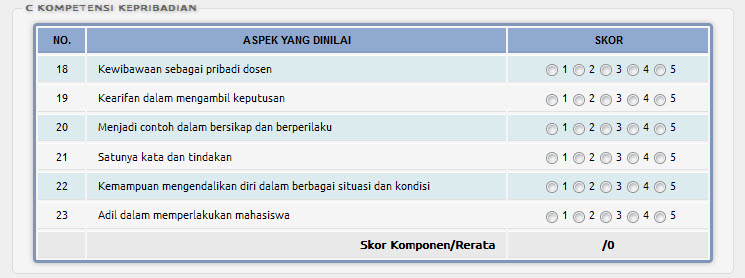 C KOMPETENSI KEPRIBADIAN
NO. ASPEK YANG DINILAI SKOR
18 Kewibawaan sebagai pribadi dosen 1 2 3 4 5
19 Kearifan dalam mengambil keputusan 1 2 3 4 5
20 Menjadi contoh dalam bersikap dan berperilaku 1 2 3 4 5
21 Satunya kata dan tindakan 1 2 3 4 5
22 Kemampuan mengendalikan diri dalam berbagai situasi dan kondisi 1 2 3 4 5
23 Adil dalam memperlakukan mahasiswa 1 2 3 4 5
Skor Komponen/Rerata /0